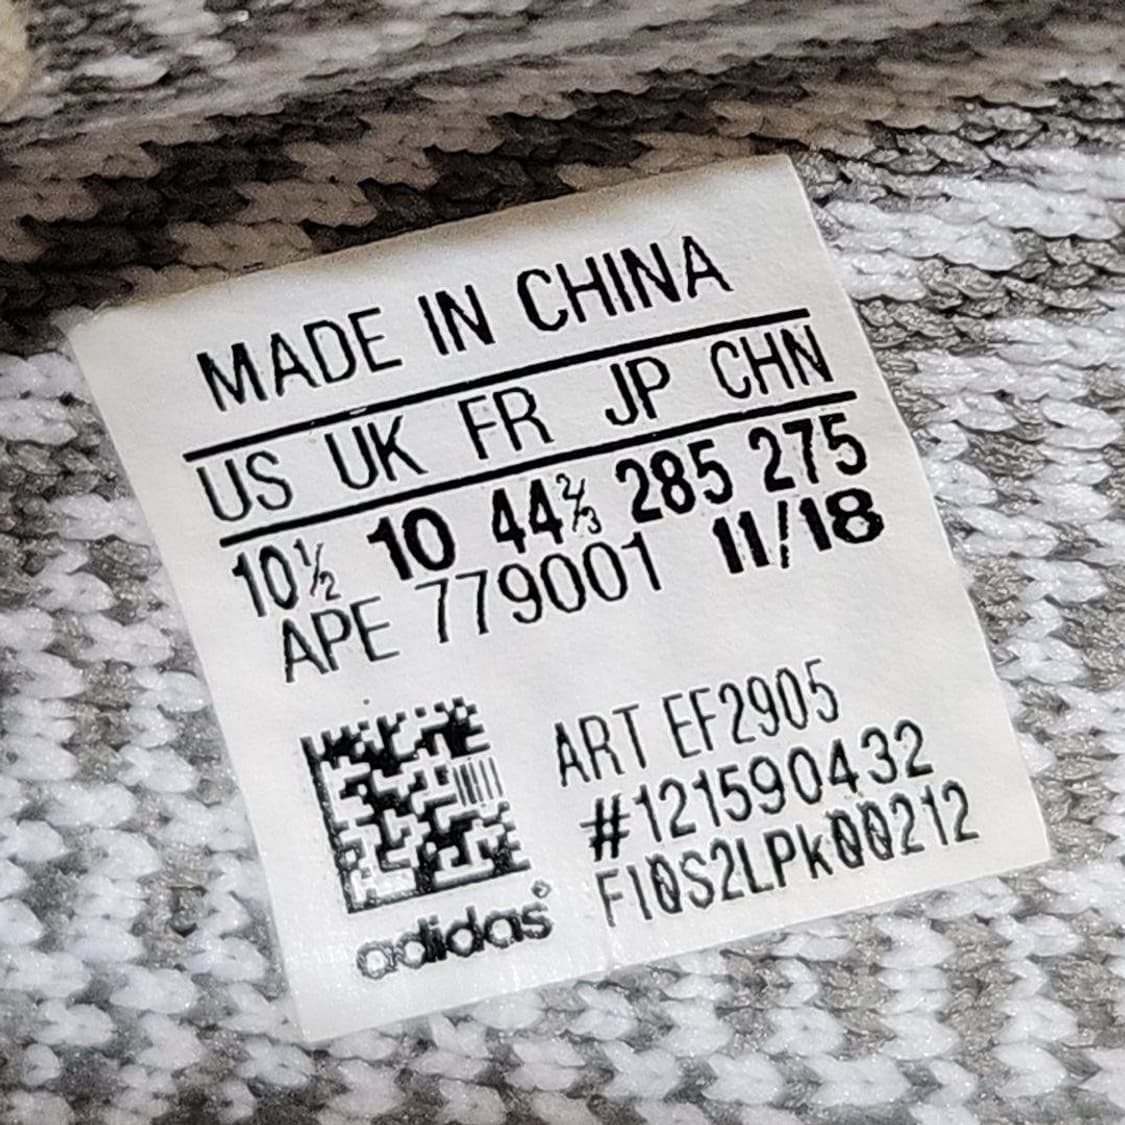 MADE IN CHINA
US UK FR JP CHN
10½ 10 44⅔ 285 275
APE 779001 11/18
ART EF2905
#121590432
F10S2LPk00212
adidas®